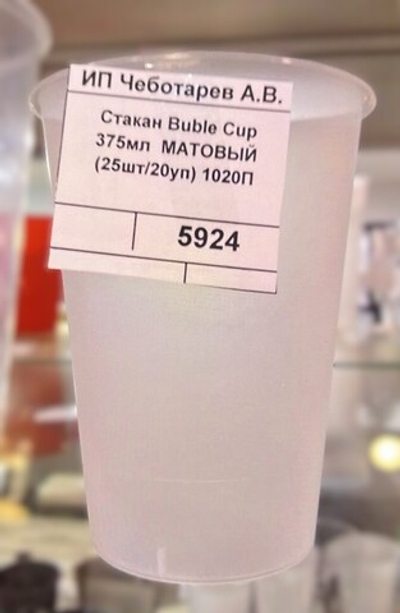 ИП Чеботарев А.В.
Стакан Buble Cup
375мл МАТОВЫЙ
(25шт/20уп) 1020П
5924